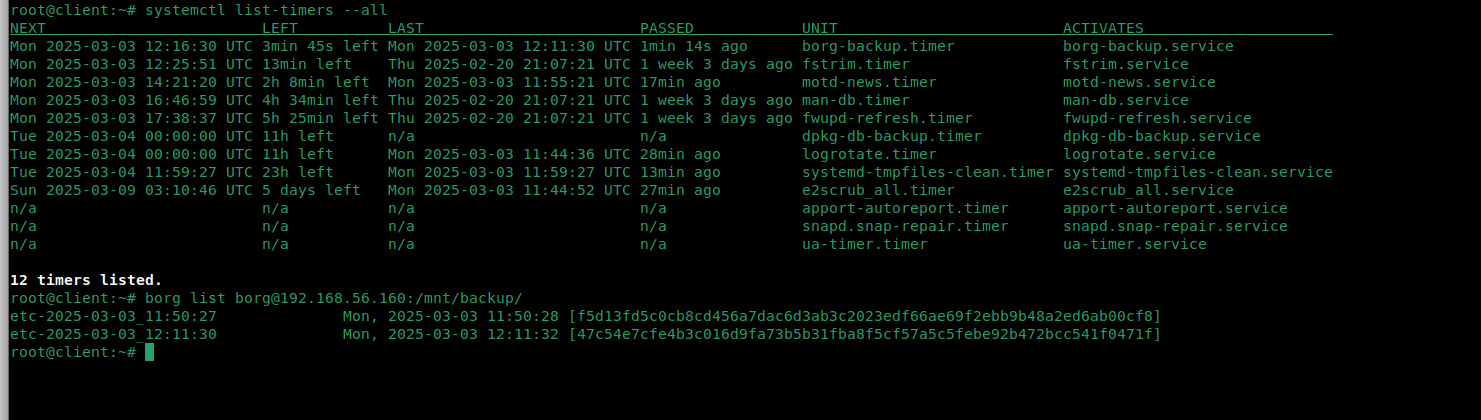 root@client:~# systemctl list-timers --all
NEXT                        LEFT          LAST                        PASSED           UNIT                         ACTIVATES
Mon 2025-03-03 12:16:30 UTC 3min 45s left Mon 2025-03-03 12:11:30 UTC 1min 14s ago     borg-backup.timer            borg-backup.service
Mon 2025-03-03 12:25:51 UTC 13min left    Thu 2025-02-20 21:07:21 UTC 1 week 3 days ago fstrim.timer                 fstrim.service
Mon 2025-03-03 14:21:20 UTC 2h 8min left  Mon 2025-03-03 11:55:21 UTC 17min ago        motd-news.timer              motd-news.service
Mon 2025-03-03 16:46:59 UTC 4h 34min left Thu 2025-02-20 21:07:21 UTC 1 week 3 days ago man-db.timer                 man-db.service
Mon 2025-03-03 17:38:37 UTC 5h 25min left Thu 2025-02-20 21:07:21 UTC 1 week 3 days ago fwupd-refresh.timer          fwupd-refresh.service
Tue 2025-03-04 00:00:00 UTC 11h left      n/a                         n/a              dpkg-db-backup.timer         dpkg-db-backup.service
Tue 2025-03-04 00:00:00 UTC 11h left      Mon 2025-03-03 11:44:36 UTC 28min ago        logrotate.timer              logrotate.service
Tue 2025-03-04 11:59:27 UTC 23h left      Mon 2025-03-03 11:59:27 UTC 13min ago        systemd-tmpfiles-clean.timer systemd-tmpfiles-clean.service
Sun 2025-03-09 03:10:46 UTC 5 days left   Mon 2025-03-03 11:44:52 UTC 27min ago        e2scrub_all.timer            e2scrub_all.service
n/a                         n/a           n/a                         n/a              apport-autoreport.timer      apport-autoreport.service
n/a                         n/a           n/a                         n/a              snapd.snap-repair.timer      snapd.snap-repair.service
n/a                         n/a           n/a                         n/a              ua-timer.timer               ua-timer.service
12 timers listed.
root@client:~# borg list borg@192.168.56.160:/mnt/backup/
etc-2025-03-03_11:50:27              Mon, 2025-03-03 11:50:28 [f5d13fd5c0cb8cd456a7dac6d3ab3c2023edf66ae69f2ebb9b48a2ed6ab00cf8]
etc-2025-03-03_12:11:30              Mon, 2025-03-03 12:11:32 [47c54e7cfe4b3c016d9fa73b5b31fba8f5cf57a5c5febe92b472bcc541f0471f]
root@client:~#